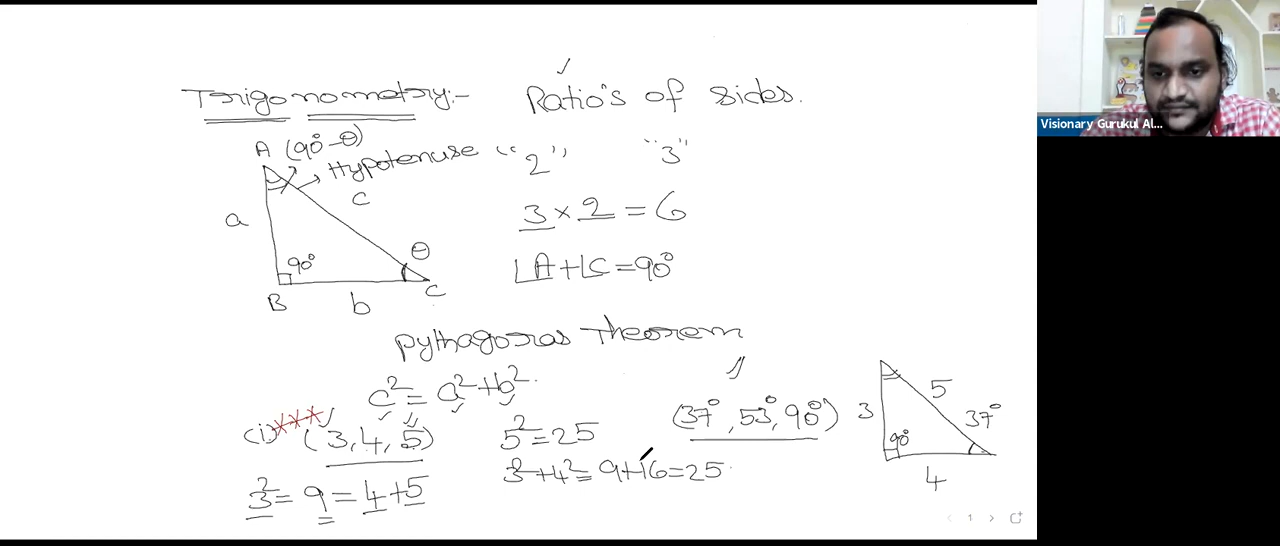 Trigonometry:- Ratio's of sides.
A (90°-θ)
Hypotenuse "2" "3"
c
a
3 × 2 = 6
θ
90°
∠A+∠C=90°
B b C
Pythagoras Theorem
c² = a²+b².
(i) (3,4,5) 5²=25 (37°,53°,90°)
3²+4²= 9+16=25.
3²= 9 = 4+5
5
3 37°
90°
4
Visionary Gurukul Al...
1